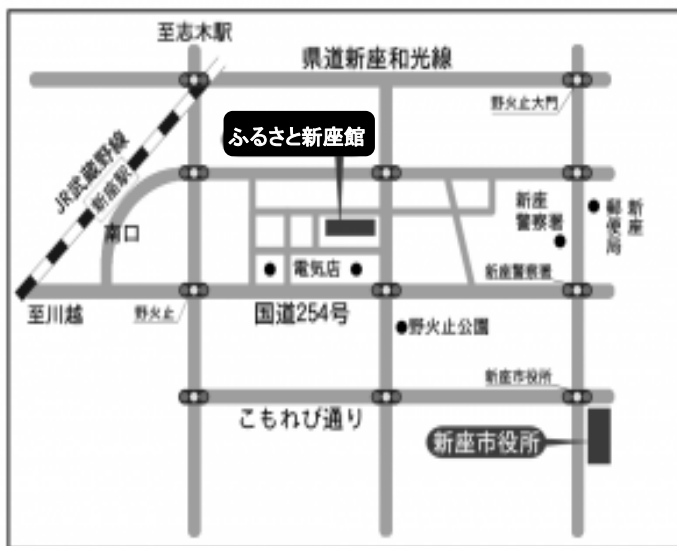 至志木駅
県道新座和光線
野火止大門
ふるさと新座館
JR武蔵野線
新座駅
南口
新座
警察署
新座
郵便局
電気店
新座警察署
至川越
野火止
国道254号
野火止公園
新座市役所
こもれび通り
新座市役所